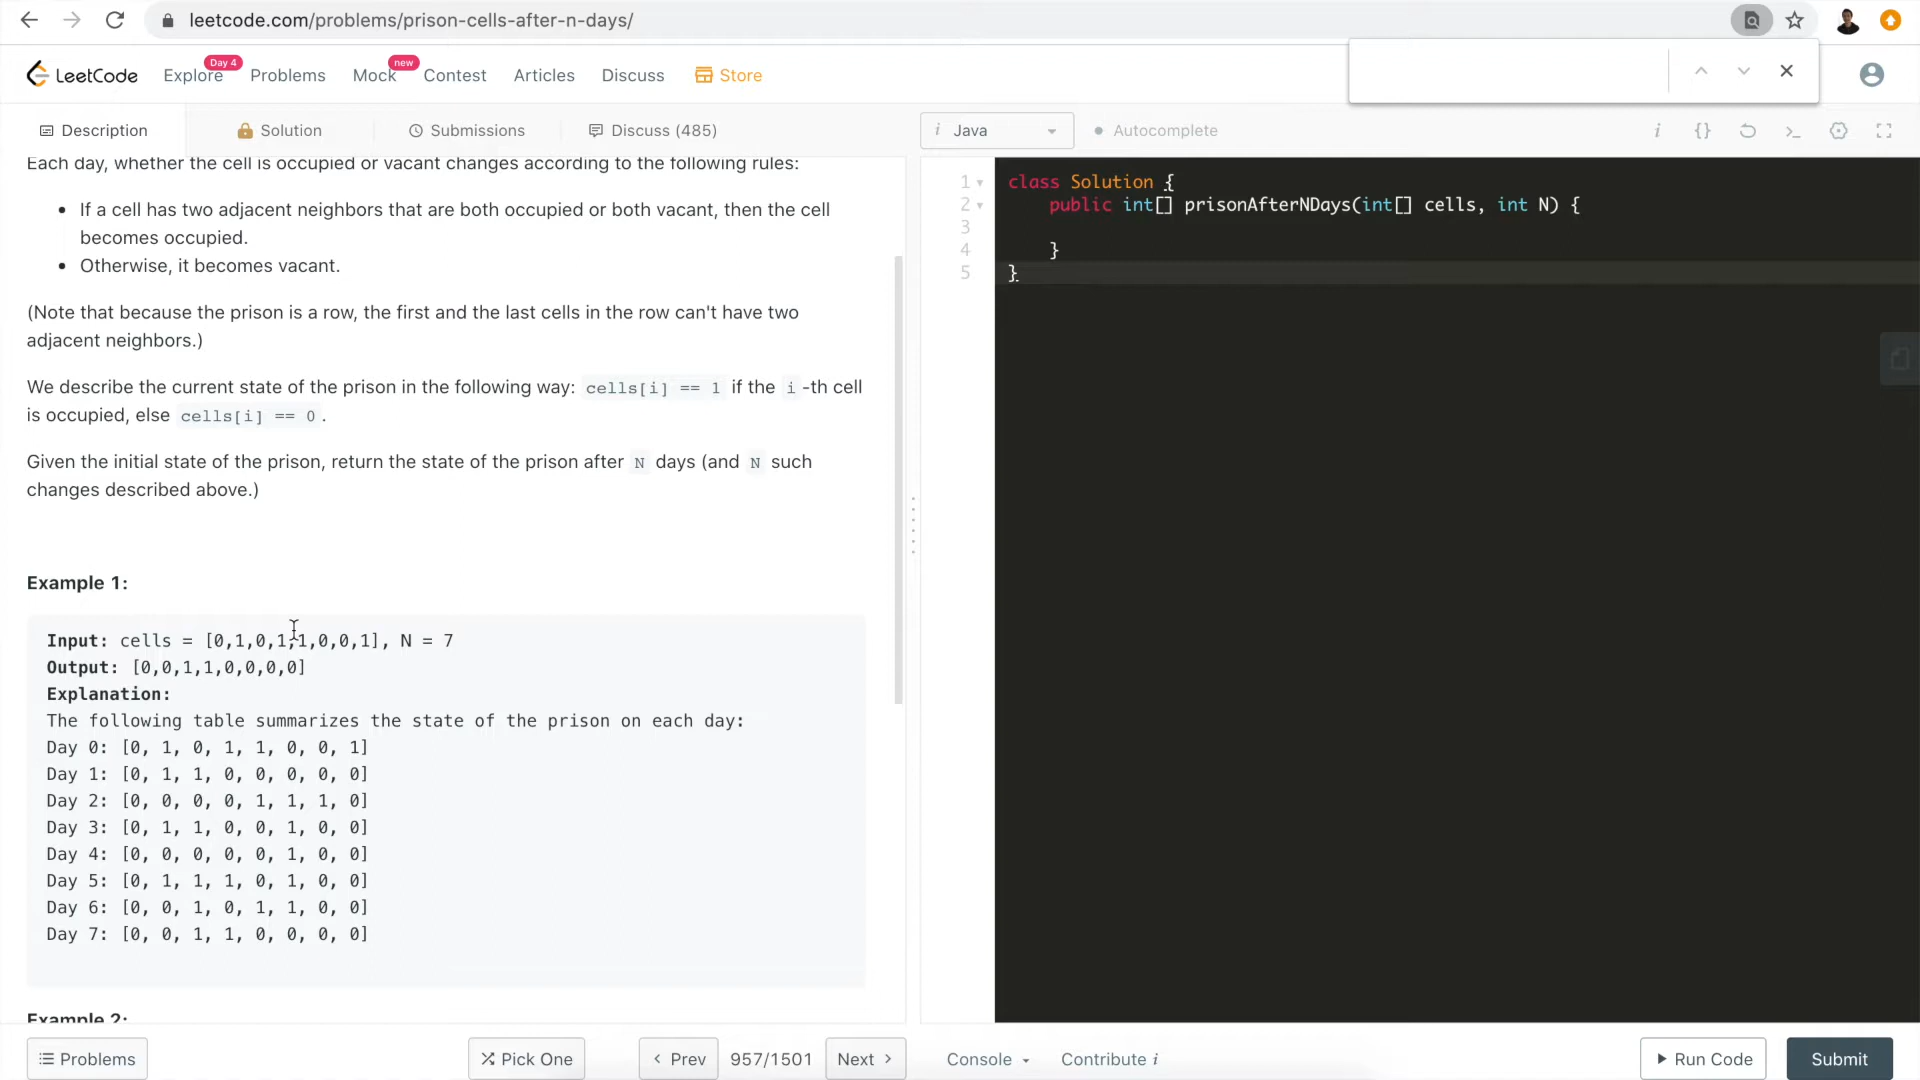 leetcode.com/problems/prison-cells-after-n-days/
LeetCode
Explore
Day 4
Problems
Mock
new
Contest
Articles
Discuss
Store
Description
Solution
Submissions
Discuss (485)
i Java
Autocomplete
Each day, whether the cell is occupied or vacant changes according to the following rules:
• If a cell has two adjacent neighbors that are both occupied or both vacant, then the cell
becomes occupied.
• Otherwise, it becomes vacant.
(Note that because the prison is a row, the first and the last cells in the row can't have two
adjacent neighbors.)
We describe the current state of the prison in the following way: cells[i] == 1 if the i -th cell
is occupied, else cells[i] == 0 .
Given the initial state of the prison, return the state of the prison after N days (and N such
changes described above.)
Example 1:
Input: cells = [0,1,0,1,1,0,0,1], N = 7
Output: [0,0,1,1,0,0,0,0]
Explanation:
The following table summarizes the state of the prison on each day:
Day 0: [0, 1, 0, 1, 1, 0, 0, 1]
Day 1: [0, 1, 1, 0, 0, 0, 0, 0]
Day 2: [0, 0, 0, 0, 1, 1, 1, 0]
Day 3: [0, 1, 1, 0, 0, 1, 0, 0]
Day 4: [0, 0, 0, 0, 0, 1, 0, 0]
Day 5: [0, 1, 1, 1, 0, 1, 0, 0]
Day 6: [0, 0, 1, 0, 1, 1, 0, 0]
Day 7: [0, 0, 1, 1, 0, 0, 0, 0]
Example 2:
1 class Solution {
2 public int[] prisonAfterNDays(int[] cells, int N) {
3
4 }
5 }
Problems
Pick One
< Prev
957/1501
Next >
Console
Contribute i
Run Code
Submit